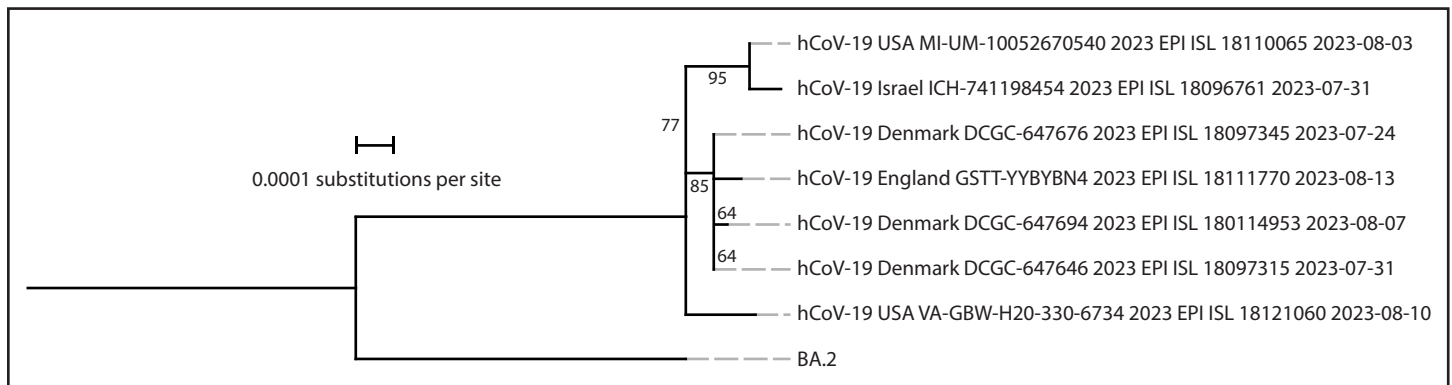 hCoV-19 USA MI-UM-10052670540 2023 EPI ISL 18110065 2023-08-03
95
hCoV-19 Israel ICH-741198454 2023 EPI ISL 18096761 2023-07-31
77
hCoV-19 Denmark DCGC-647676 2023 EPI ISL 18097345 2023-07-24
0.0001 substitutions per site
hCoV-19 England GSTT-YYBYBN4 2023 EPI ISL 18111770 2023-08-13
85
64
hCoV-19 Denmark DCGC-647694 2023 EPI ISL 180114953 2023-08-07
64
hCoV-19 Denmark DCGC-647646 2023 EPI ISL 18097315 2023-07-31
hCoV-19 USA VA-GBW-H20-330-6734 2023 EPI ISL 18121060 2023-08-10
BA.2